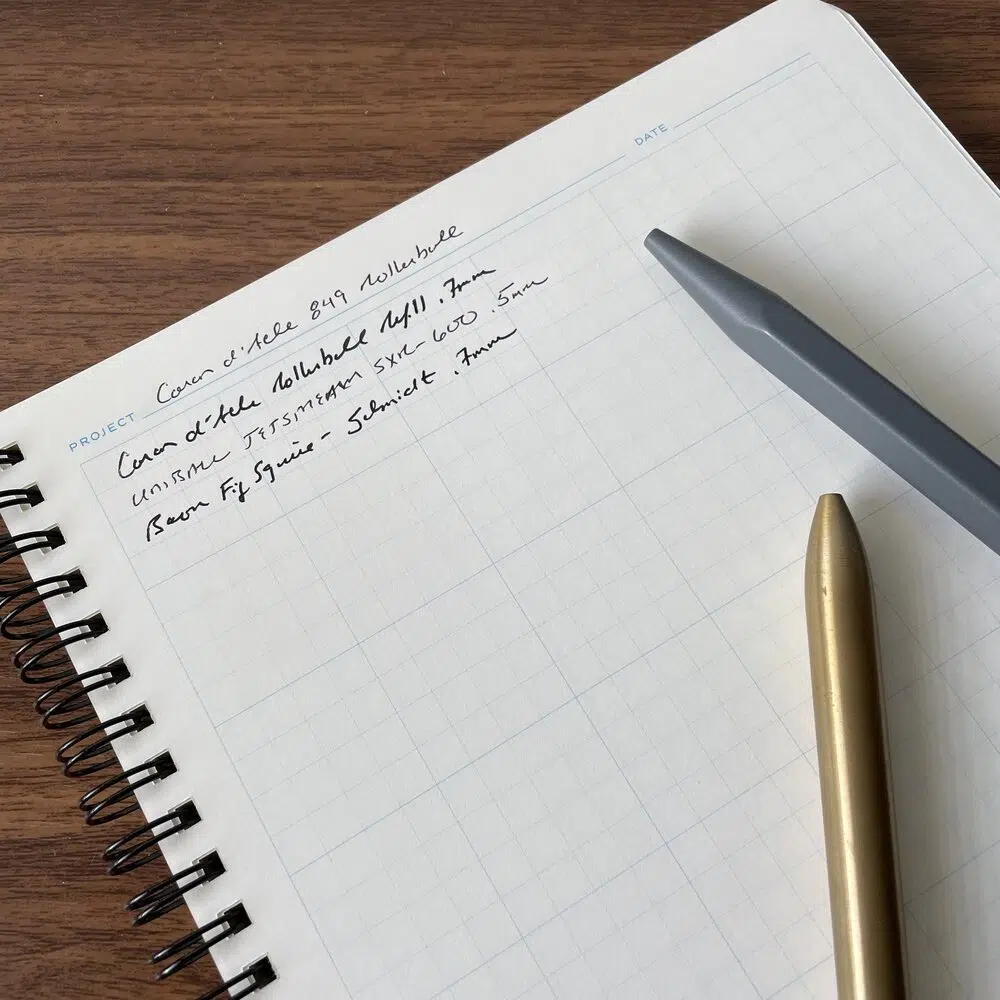 DATE
PROJECT Caran d'Ache 849 rollerball
Caran d'Ache rollerball refill .7mm
UNIBALL JETSTREAM SXR-600 .5mm
Baron Fig Squire - Schmidt .7mm